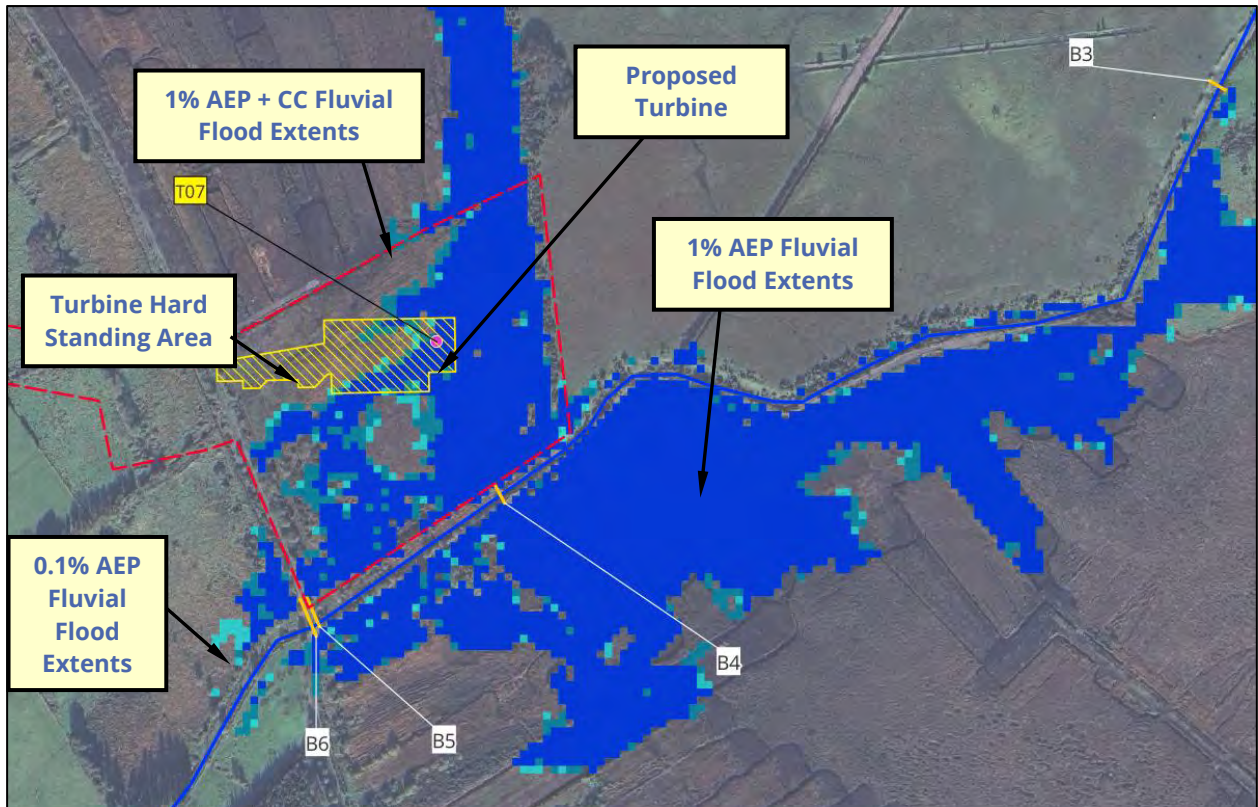 B3
Proposed
Turbine
1% AEP + CC Fluvial
Flood Extents
T07
1% AEP Fluvial
Flood Extents
Turbine Hard
Standing Area
0.1% AEP
Fluvial
Flood
Extents
B4
B5
B6